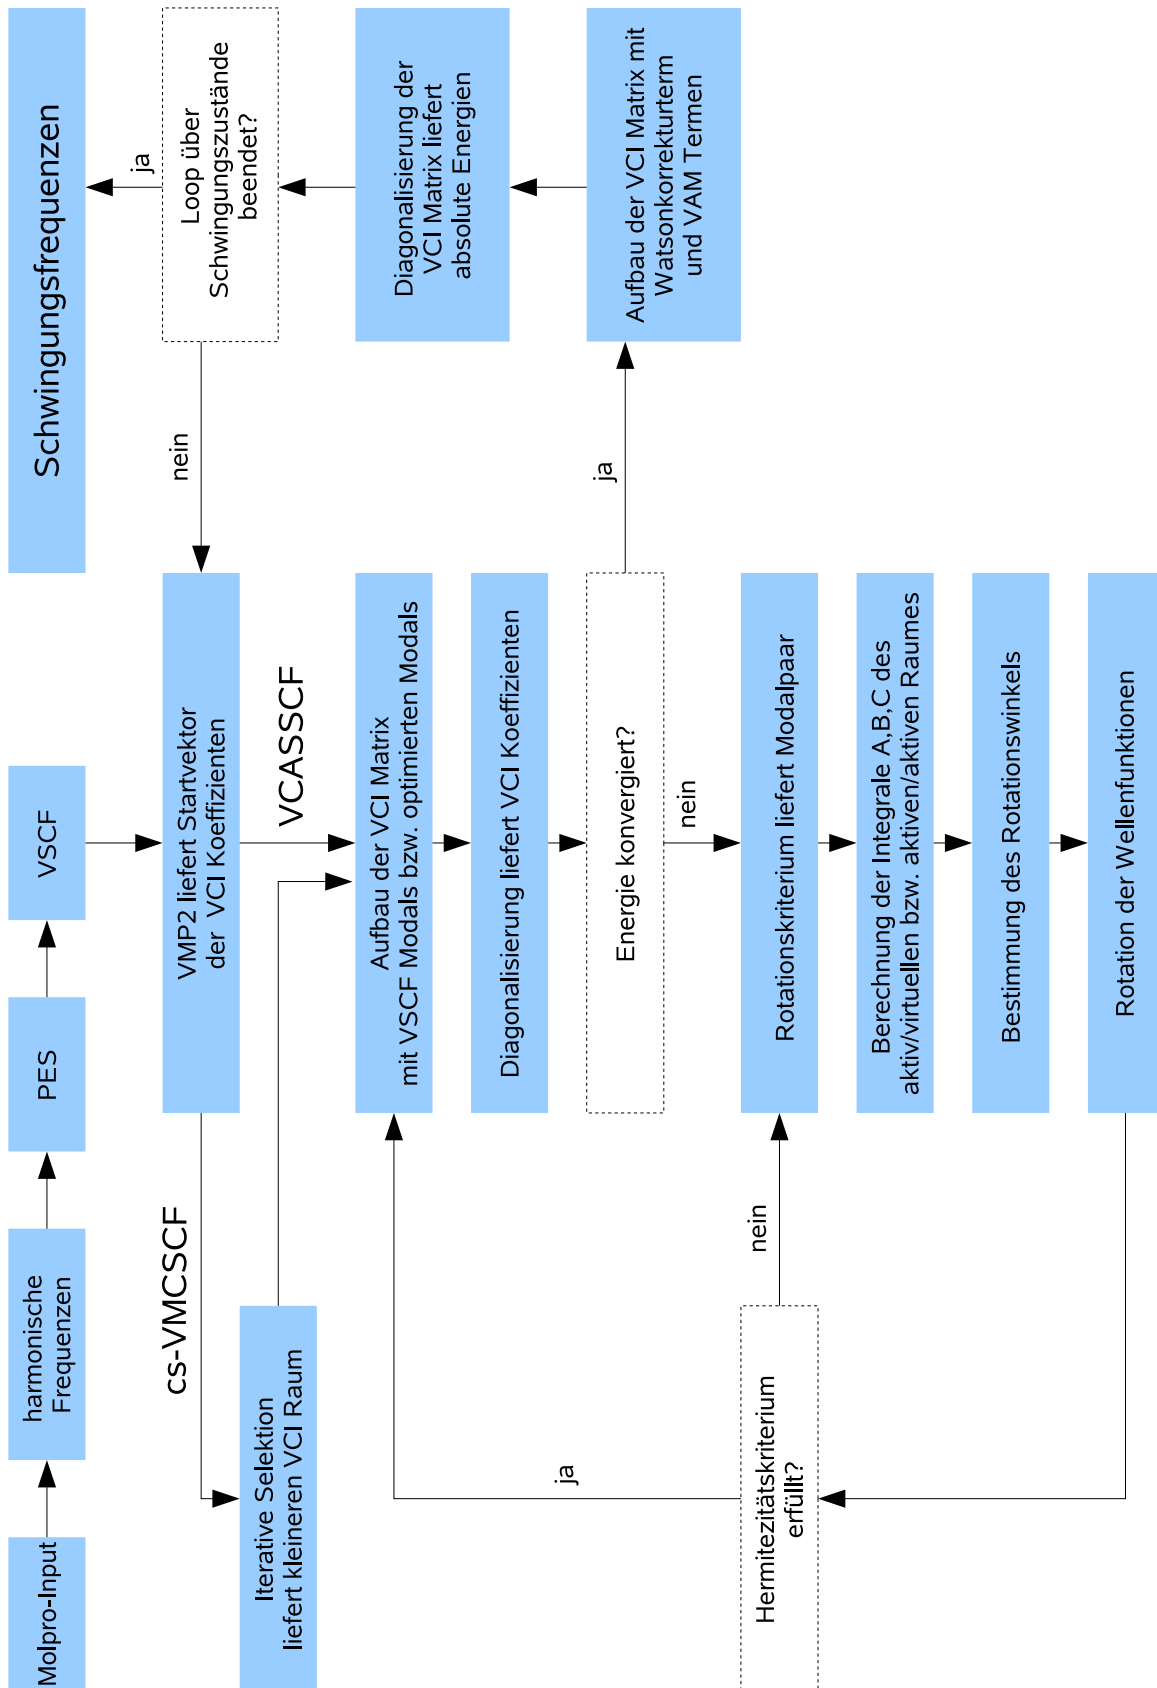 Molpro-Input
harmonische
Frequenzen
PES
VSCF
Schwingungsfrequenzen
cs-VMCSCF
VMP2 liefert Startvektor
der VCI Koeffizienten
nein
ja
Loop über
Schwingungszustände
beendet?
Iterative Selektion
liefert kleineren VCI Raum
VCASSCF
Aufbau der VCI Matrix
mit VSCF Modals bzw. optimierten Modals
Diagonalisierung der
VCI Matrix liefert
absolute Energien
Diagonalisierung liefert VCI Koeffizienten
ja
Energie konvergiert?
ja
Aufbau der VCI Matrix mit
Watsonkorrekturterm
und VAM Termen
nein
Hermitezitätskriterium
erfüllt?
nein
Rotationskriterium liefert Modalpaar
Berechnung der Integrale A,B,C des
aktiv/virtuellen bzw. aktiven/aktiven Raumes
Bestimmung des Rotationswinkels
Rotation der Wellenfunktionen